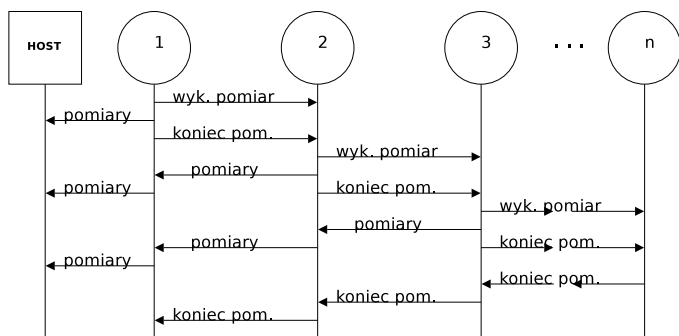 HOST
1
2
3
...
n
wyk. pomiar
pomiary
koniec pom.
wyk. pomiar
pomiary
pomiary
koniec pom.
wyk. pomiar
pomiary
pomiary
koniec pom.
pomiary
koniec pom.
koniec pom.
koniec pom.